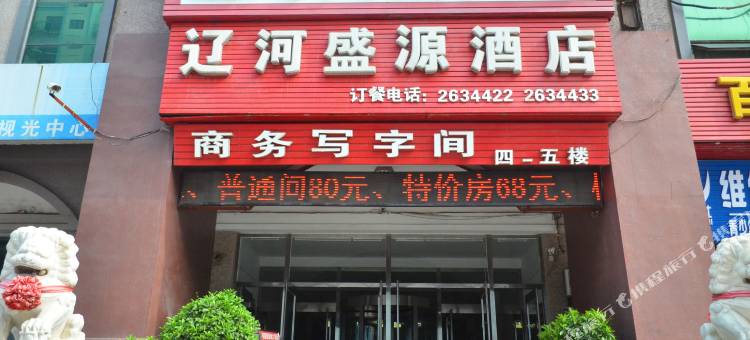 辽河盛源酒店
订餐电话：2634422 2634433
商务写字间 四-五楼
、普通间80元、特价房68元、
视光中心
百
维
携程旅行